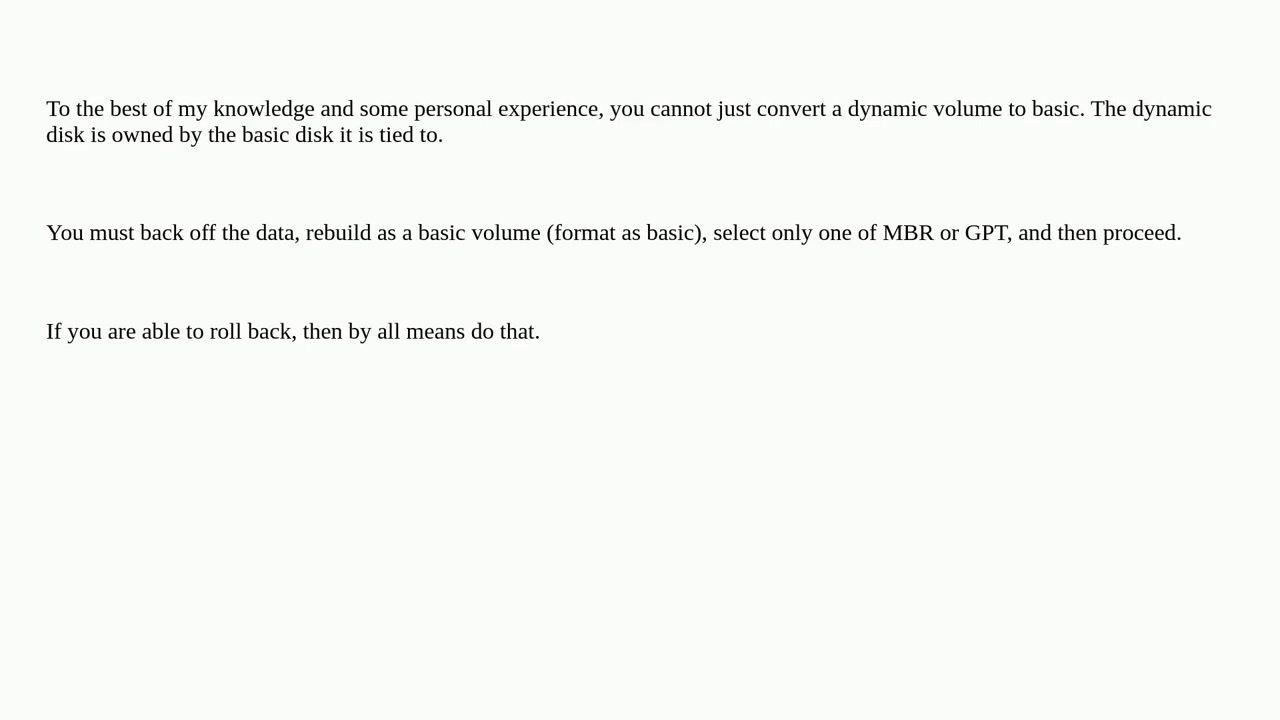 To the best of my knowledge and some personal experience, you cannot just convert a dynamic volume to basic. The dynamic
disk is owned by the basic disk it is tied to.
You must back off the data, rebuild as a basic volume (format as basic), select only one of MBR or GPT, and then proceed.
If you are able to roll back, then by all means do that.